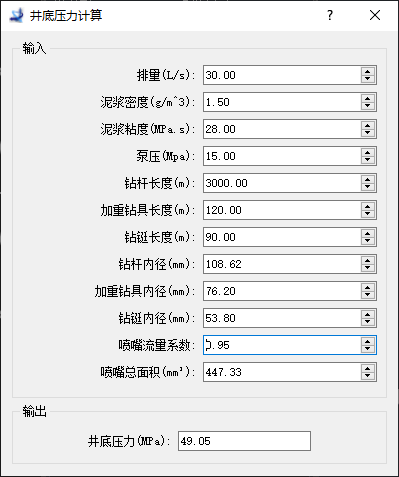 井底压力计算
输入
排量(L/s): 30.00
泥浆密度(g/m^3): 1.50
泥浆粘度(MPa.s): 28.00
泵压(Mpa): 15.00
钻杆长度(m): 3000.00
加重钻具长度(m): 120.00
钻铤长度(m): 90.00
钻杆内径(mm): 108.62
加重钻具内径(mm): 76.20
钻铤内径(mm): 53.80
喷嘴流量系数: 0.95
喷嘴总面积(mm²): 447.33
输出
井底压力(MPa): 49.05